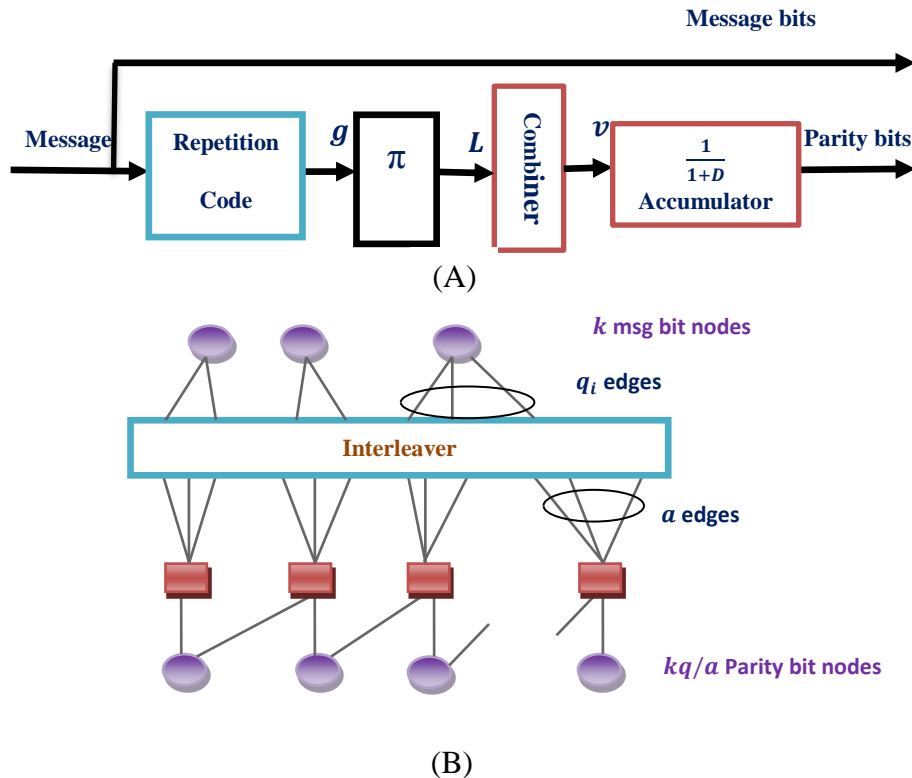 Message bits
Message
Repetition
Code
g
π
L
Combiner
v
1
1+D
Accumulator
Parity bits
(A)
k msg bit nodes
qi edges
Interleaver
a edges
kq/a Parity bit nodes
(B)